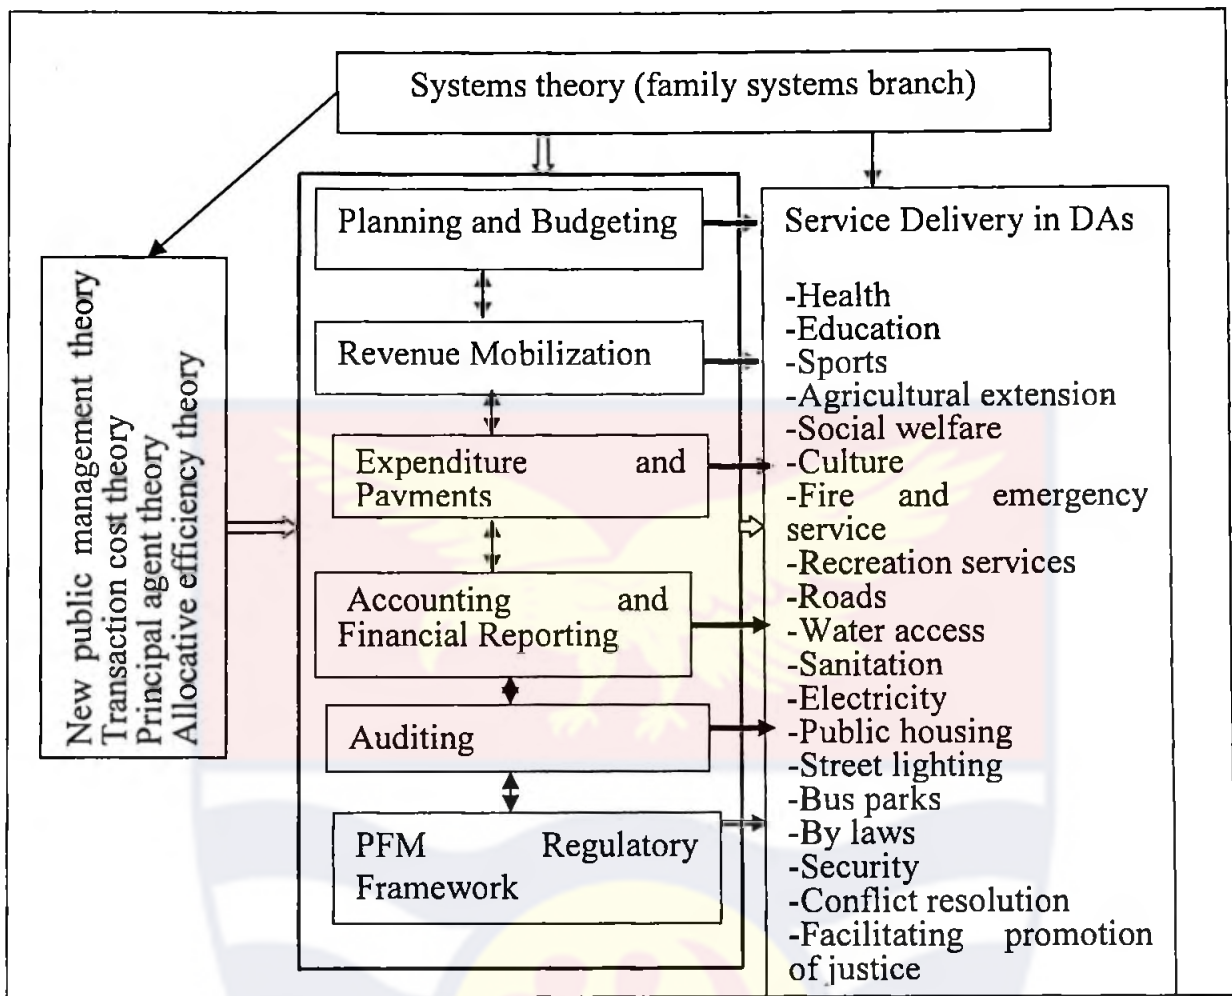 Systems theory (family systems branch)
New public management theory
Transaction cost theory
Principal agent theory
Allocative efficiency theory
Planning and Budgeting
Revenue Mobilization
Expenditure and
Payments
Accounting and
Financial Reporting
Auditing
PFM Regulatory
Framework
Service Delivery in DAs
-Health
-Education
-Sports
-Agricultural extension
-Social welfare
-Culture
-Fire and emergency
service
-Recreation services
-Roads
-Water access
-Sanitation
-Electricity
-Public housing
-Street lighting
-Bus parks
-By laws
-Security
-Conflict resolution
-Facilitating promotion
of justice